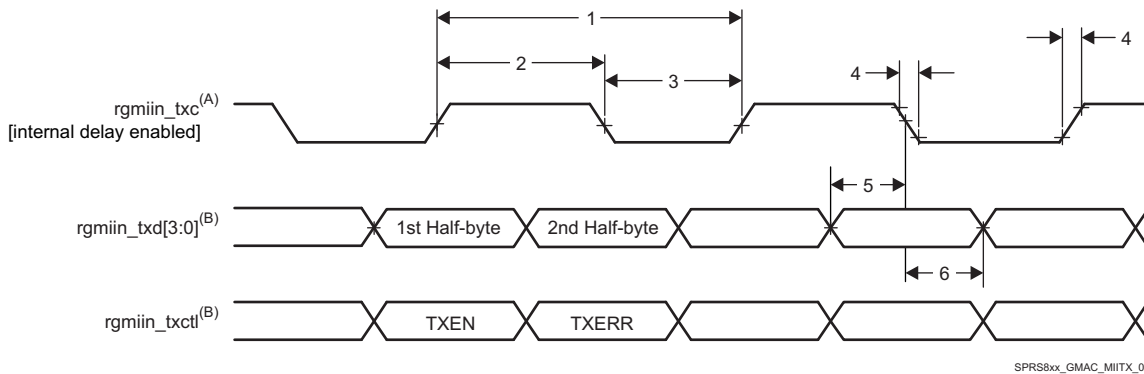 1
4
2
4
3
rgmiin_txc(A)
[internal delay enabled]
5
rgmiin_txd[3:0](B)
1st Half-byte
2nd Half-byte
6
rgmiin_txctl(B)
TXEN
TXERR
SPRS8xx_GMAC_MIITX_0